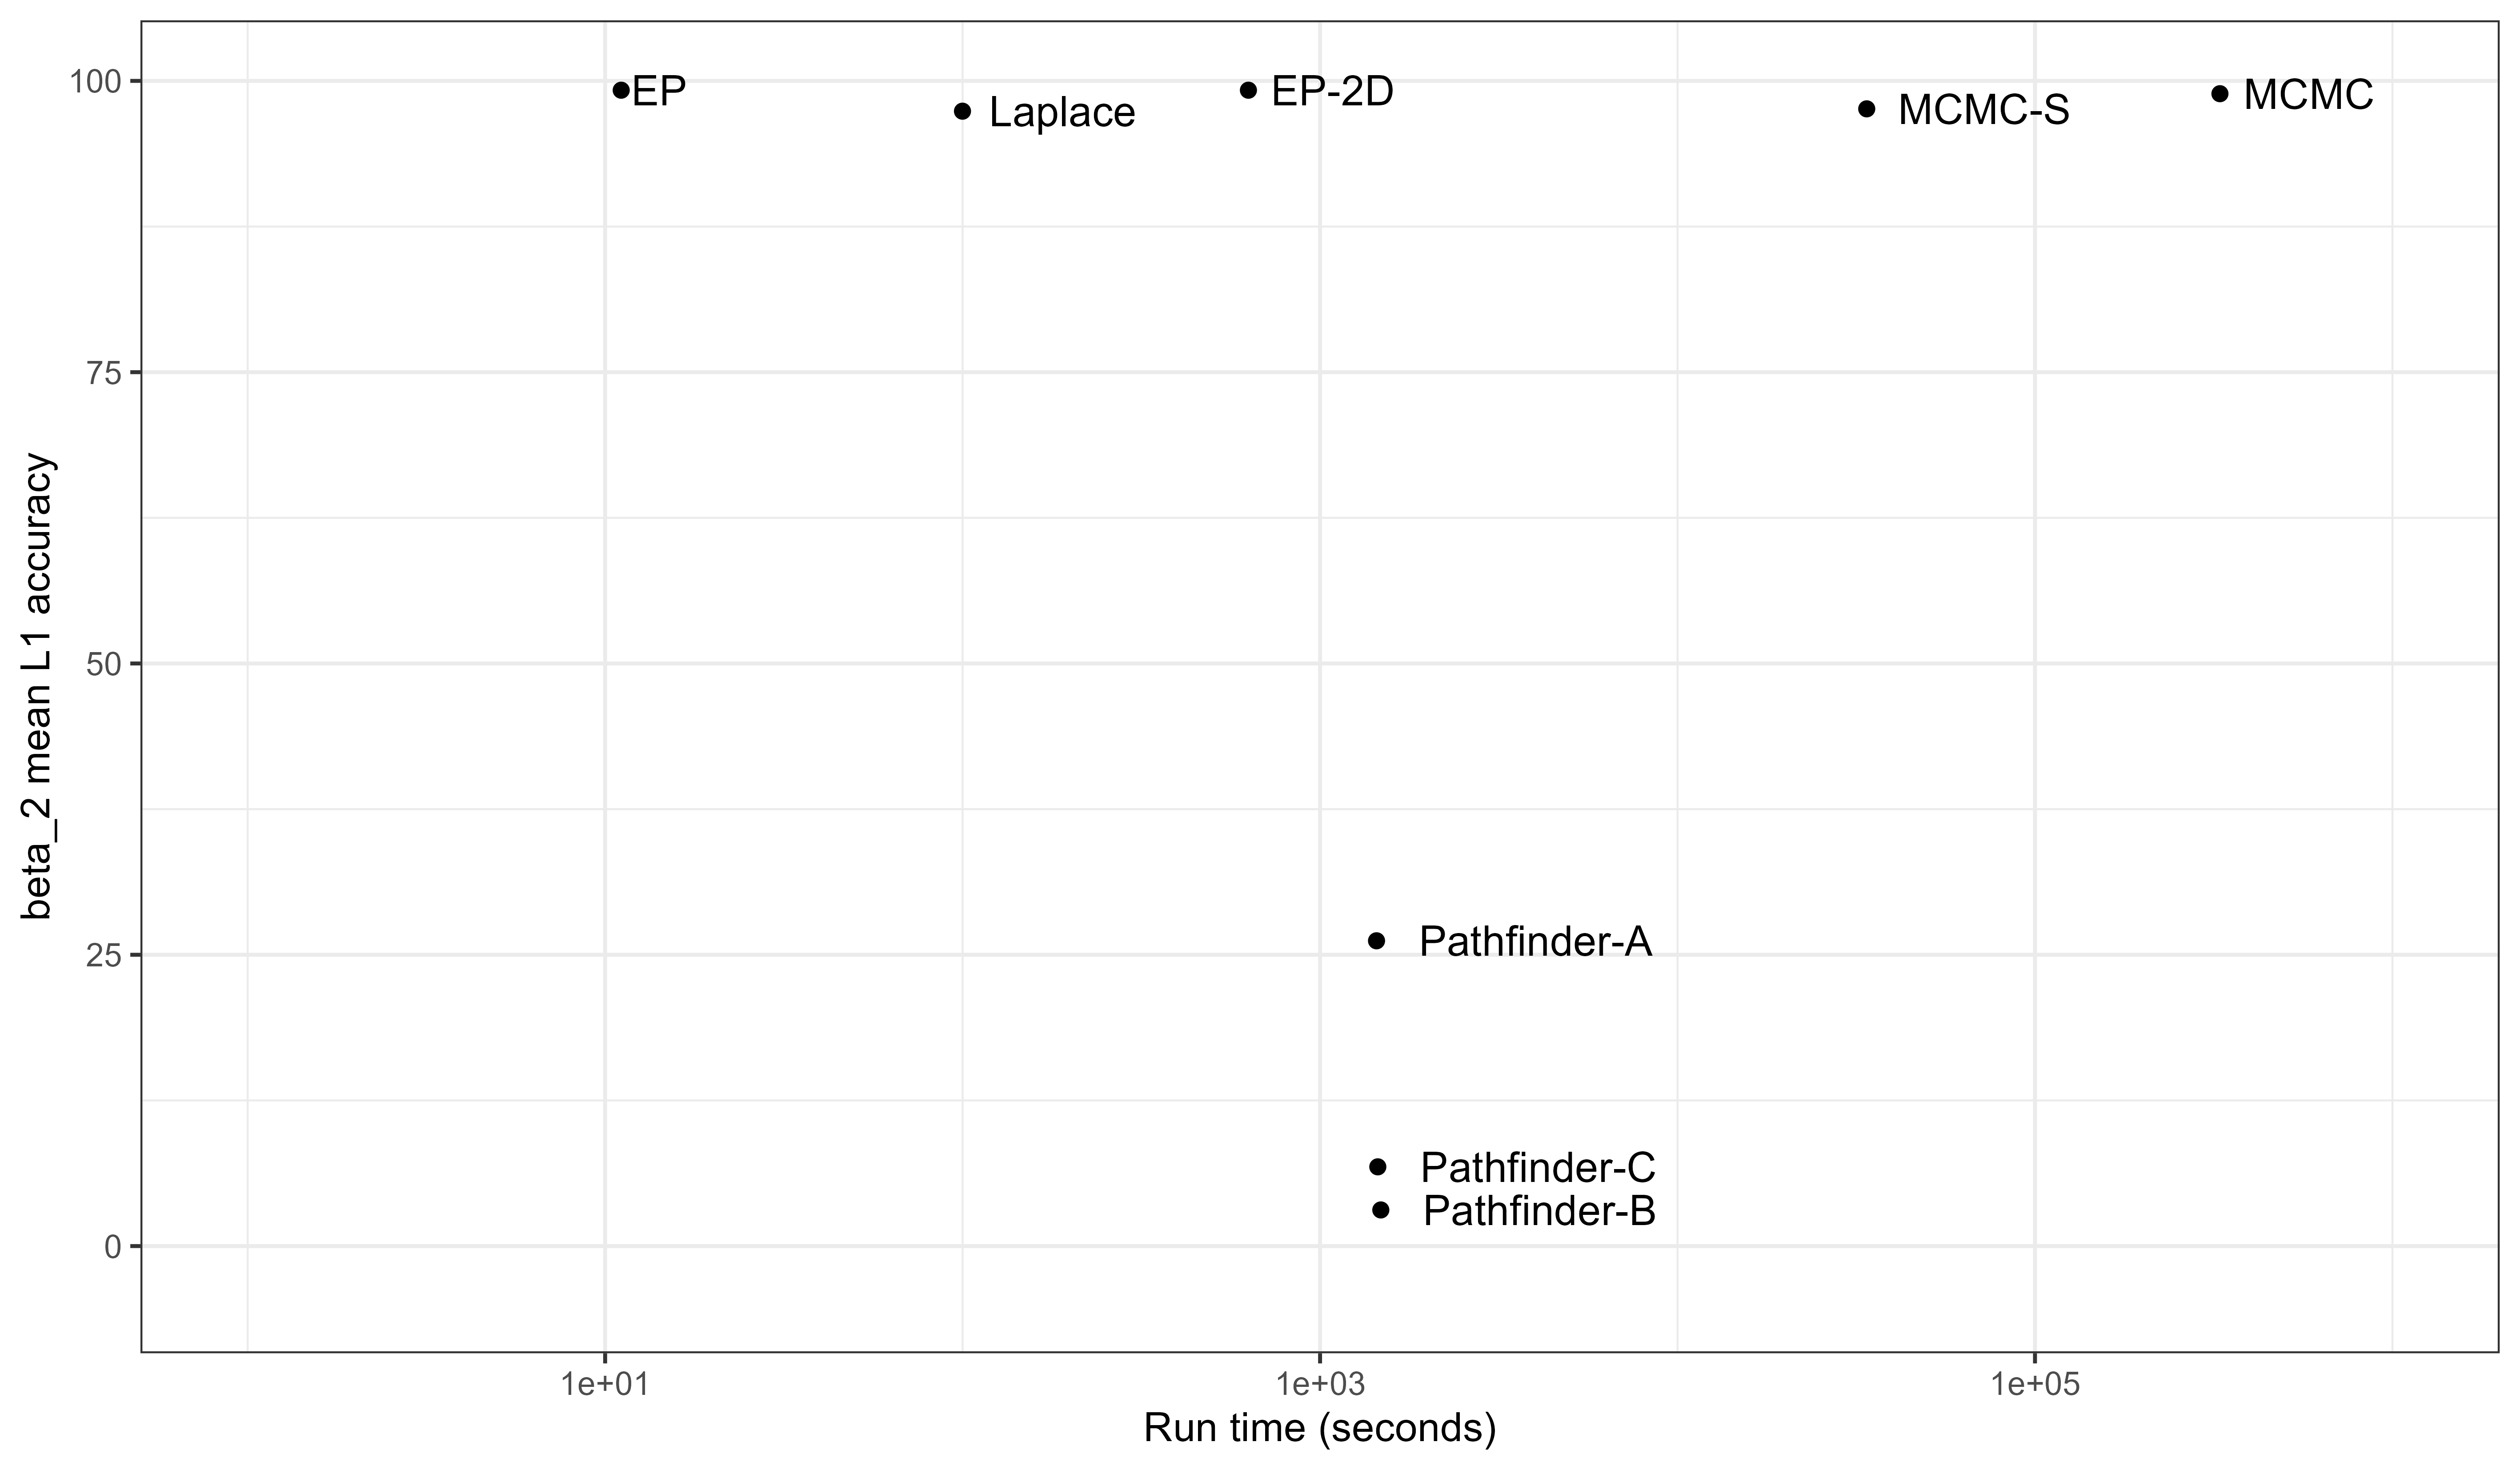 100
EP
EP-2D
MCMC
Laplace
MCMC-S
75
50
beta_2 mean L1 accuracy
25
Pathfinder-A
Pathfinder-C
Pathfinder-B
0
1e+01
1e+03
1e+05
Run time (seconds)